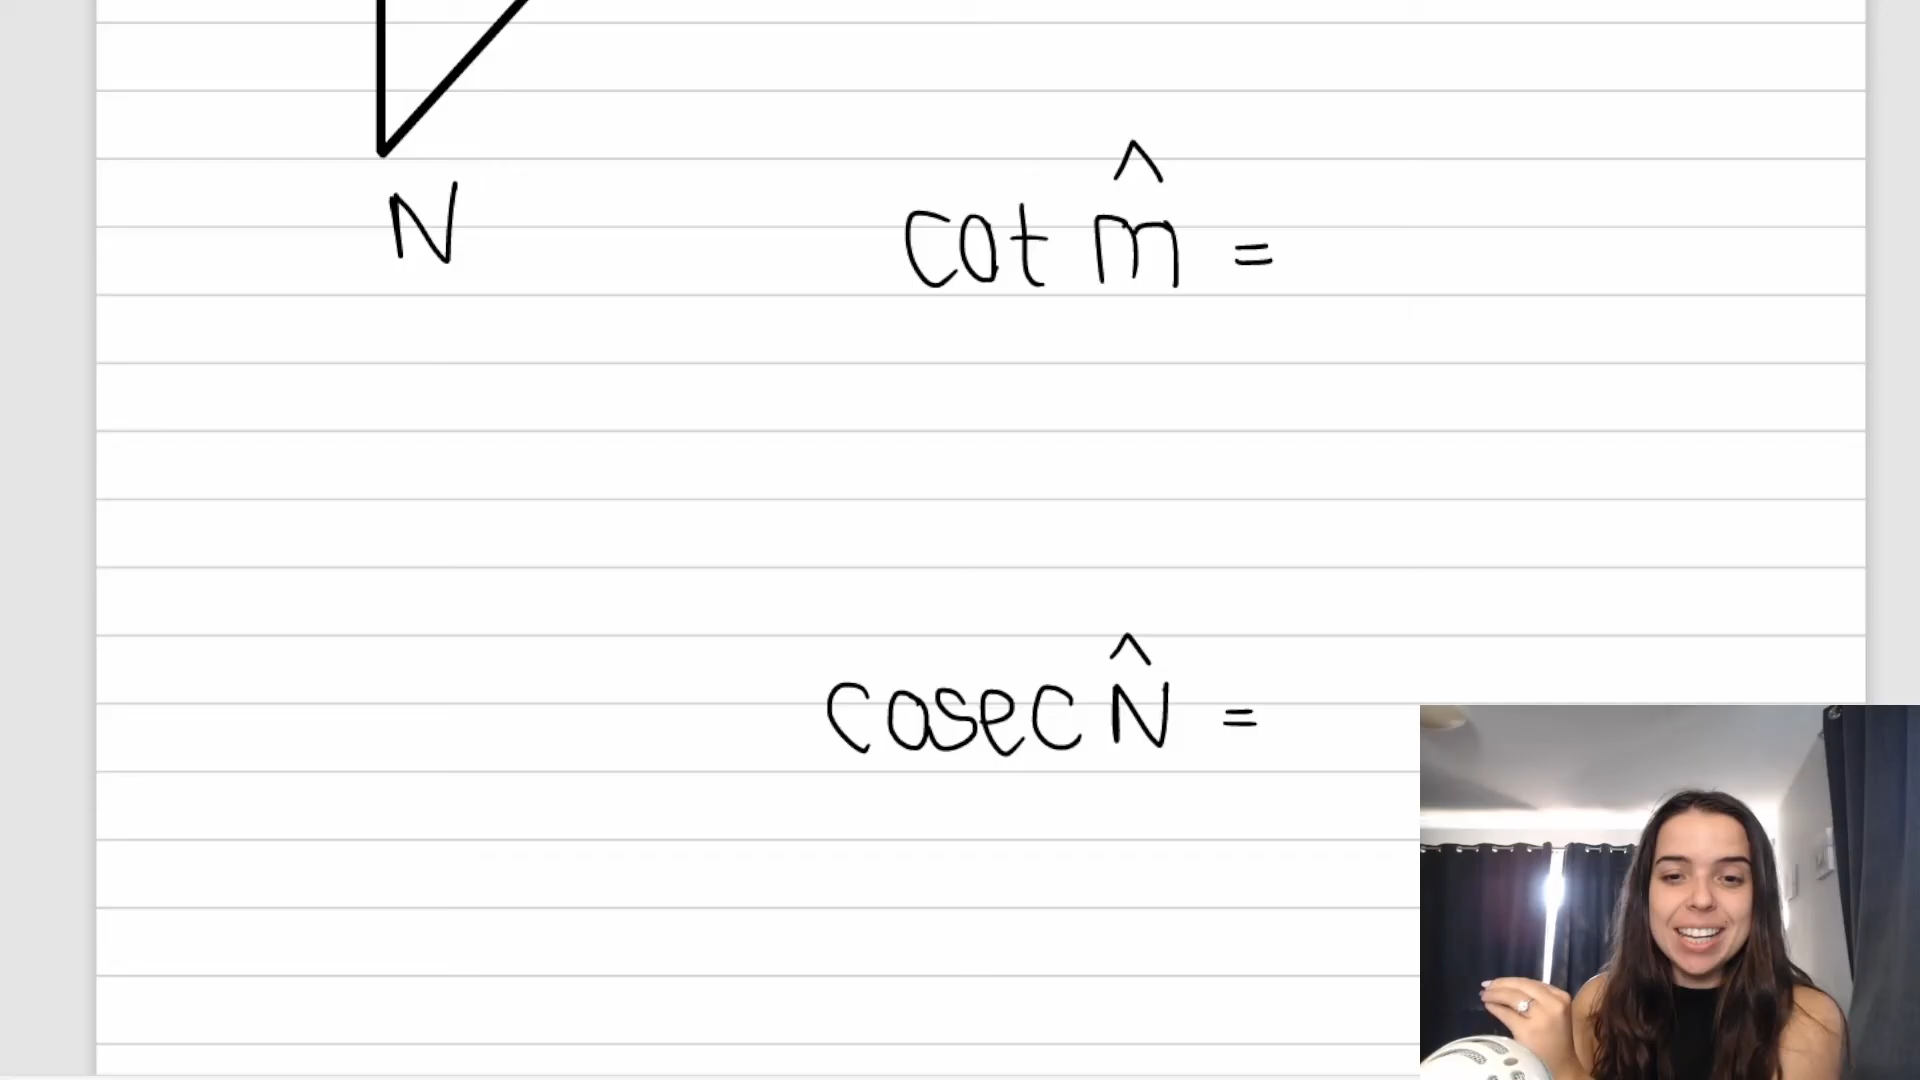 N
cot m̂ =
cosec N̂ =